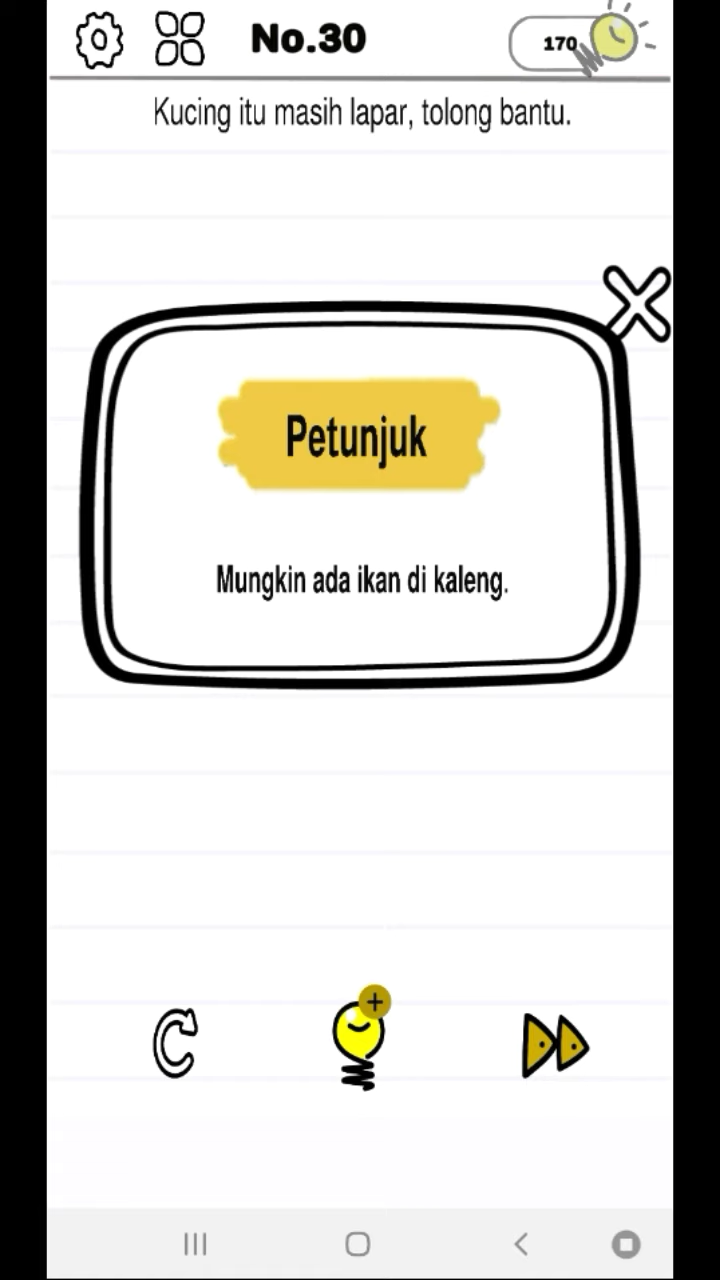 No.30
170
Kucing itu masih lapar, tolong bantu.
Petunjuk
Mungkin ada ikan di kaleng.